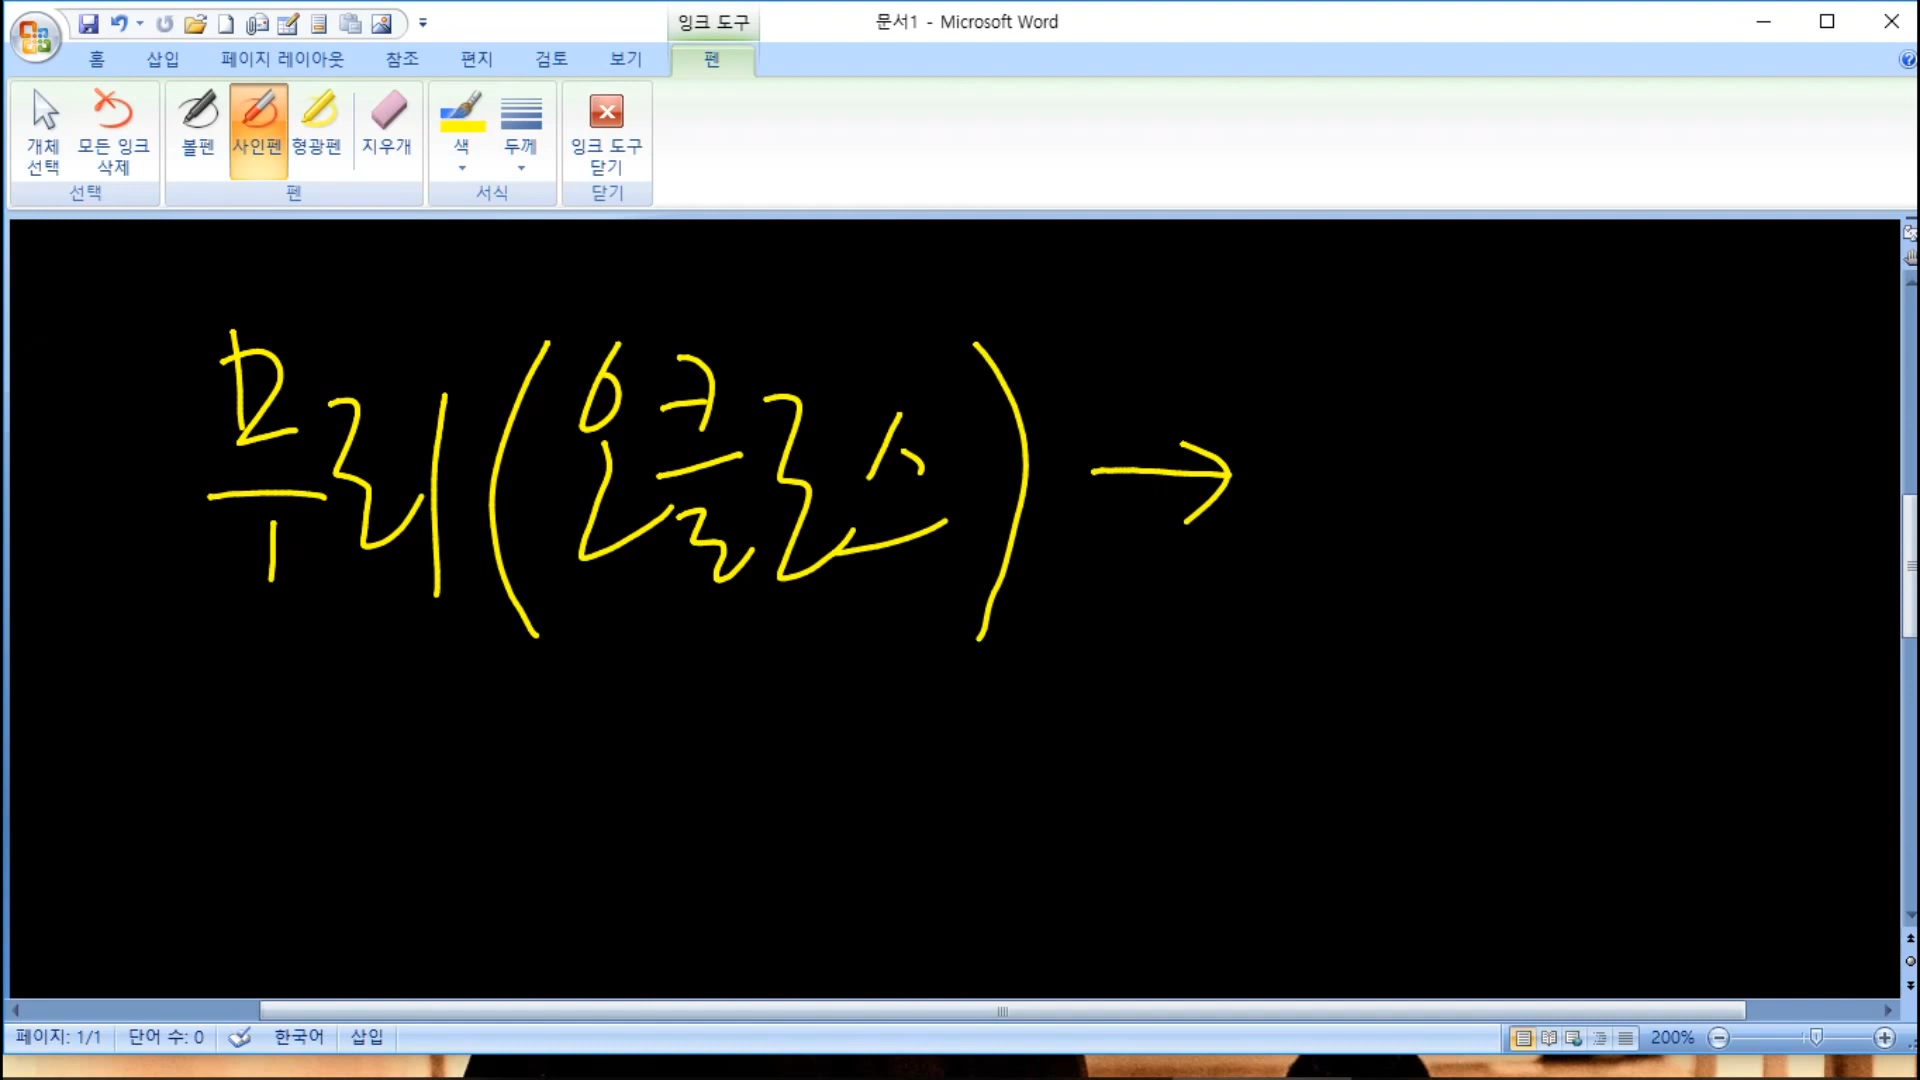 잉크 도구
문서1 - Microsoft Word
홈 삽입 페이지 레이아웃 참조 편지 검토 보기 펜
개체 선택 모든 잉크 삭제 볼펜 사인펜 형광펜 지우개 색 두께 잉크 도구 닫기
선택 펜 서식 닫기
무리(운클린스) →
페이지: 1/1 단어 수: 0 한국어 삽입 200%